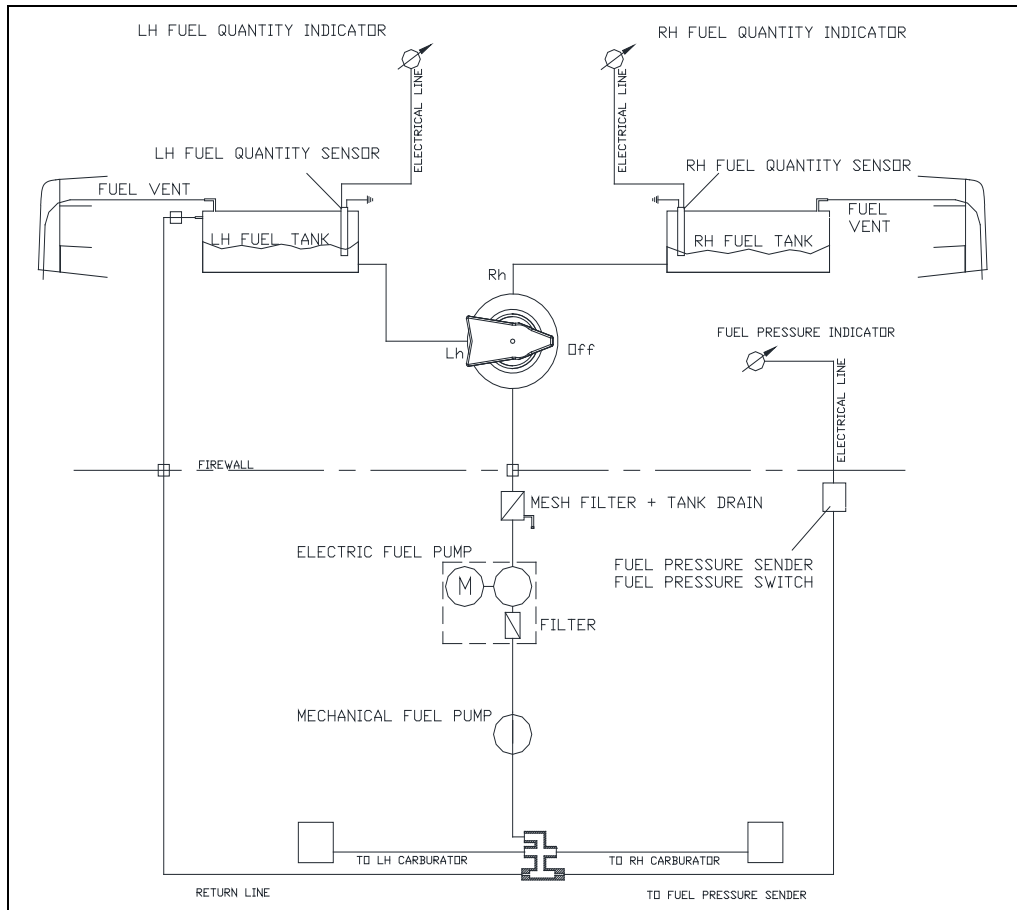 LH FUEL QUANTITY INDICATOR
RH FUEL QUANTITY INDICATOR
ELECTRICAL LINE
ELECTRICAL LINE
LH FUEL QUANTITY SENSOR
RH FUEL QUANTITY SENSOR
FUEL VENT
FUEL
VENT
LH FUEL TANK
RH FUEL TANK
Rh
Lh
Off
FUEL PRESSURE INDICATOR
ELECTRICAL LINE
FIREWALL
MESH FILTER + TANK DRAIN
ELECTRIC FUEL PUMP
M
FUEL PRESSURE SENDER
FUEL PRESSURE SWITCH
FILTER
MECHANICAL FUEL PUMP
TO LH CARBURATOR
TO RH CARBURATOR
RETURN LINE
TO FUEL PRESSURE SENDER